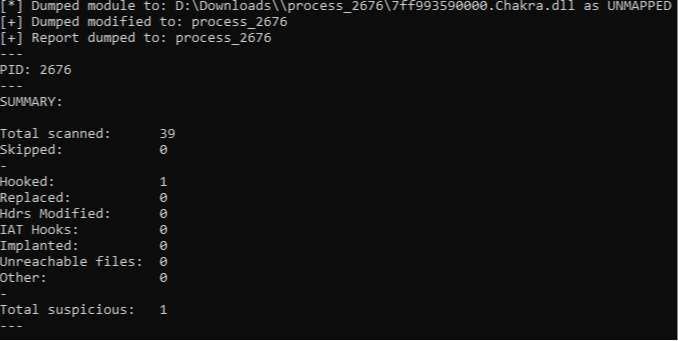 [*] Dumped module to: D:\Downloads\\process_2676\7ff993590000.Chakra.dll as UNMAPPED
[+] Dumped modified to: process_2676
[+] Report dumped to: process_2676
---
PID: 2676
---
SUMMARY:
Total scanned: 39
Skipped: 0
-
Hooked: 1
Replaced: 0
Hdrs Modified: 0
IAT Hooks: 0
Implanted: 0
Unreachable files: 0
Other: 0
-
Total suspicious: 1
---